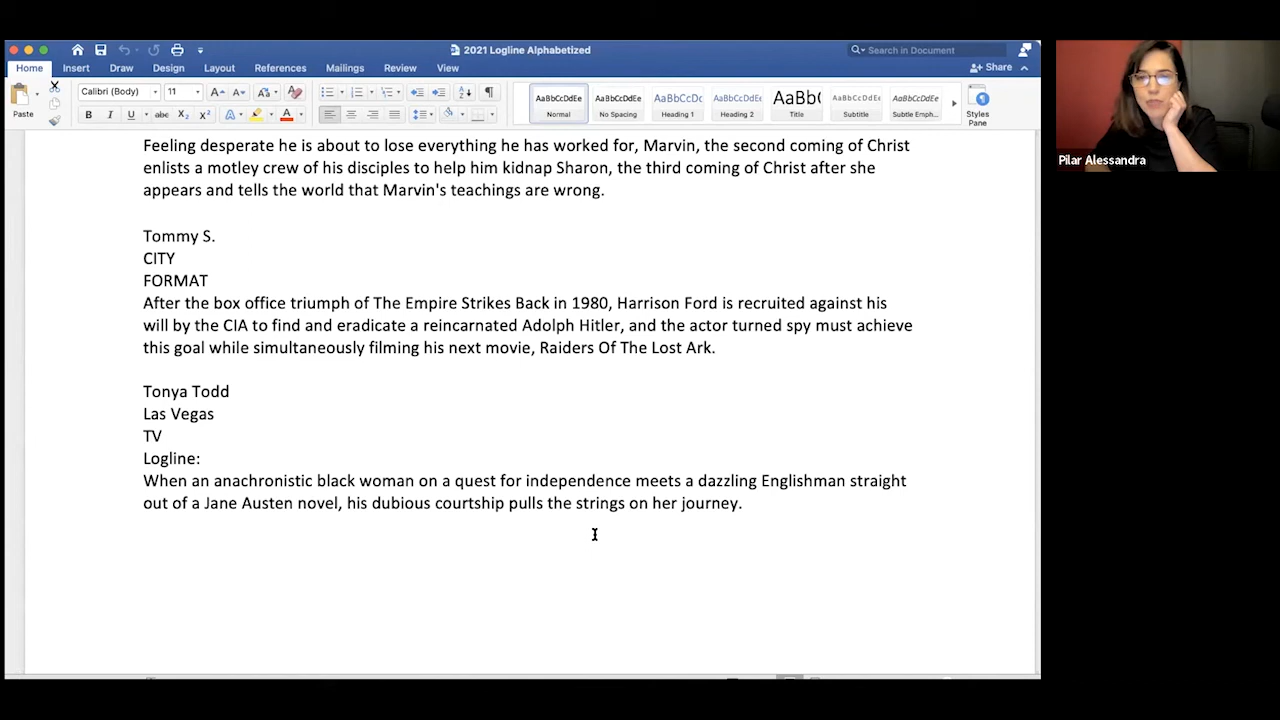 2021 Logline Alphabetized
Search in Document
Home Insert Draw Design Layout References Mailings Review View
Share
Paste
Calibri (Body) 11
AaBbCcDdEe AaBbCcDdEe AaBbCcDc AaBbCcDdEe AaBb( AaBbCcDdEe AaBbCcDdEe
Normal No Spacing Heading 1 Heading 2 Title Subtitle Subtle Emph...
Styles
Pane
Pilar Alessandra
Feeling desperate he is about to lose everything he has worked for, Marvin, the second coming of Christ
enlists a motley crew of his disciples to help him kidnap Sharon, the third coming of Christ after she
appears and tells the world that Marvin's teachings are wrong.
Tommy S.
CITY
FORMAT
After the box office triumph of The Empire Strikes Back in 1980, Harrison Ford is recruited against his
will by the CIA to find and eradicate a reincarnated Adolph Hitler, and the actor turned spy must achieve
this goal while simultaneously filming his next movie, Raiders Of The Lost Ark.
Tonya Todd
Las Vegas
TV
Logline:
When an anachronistic black woman on a quest for independence meets a dazzling Englishman straight
out of a Jane Austen novel, his dubious courtship pulls the strings on her journey.